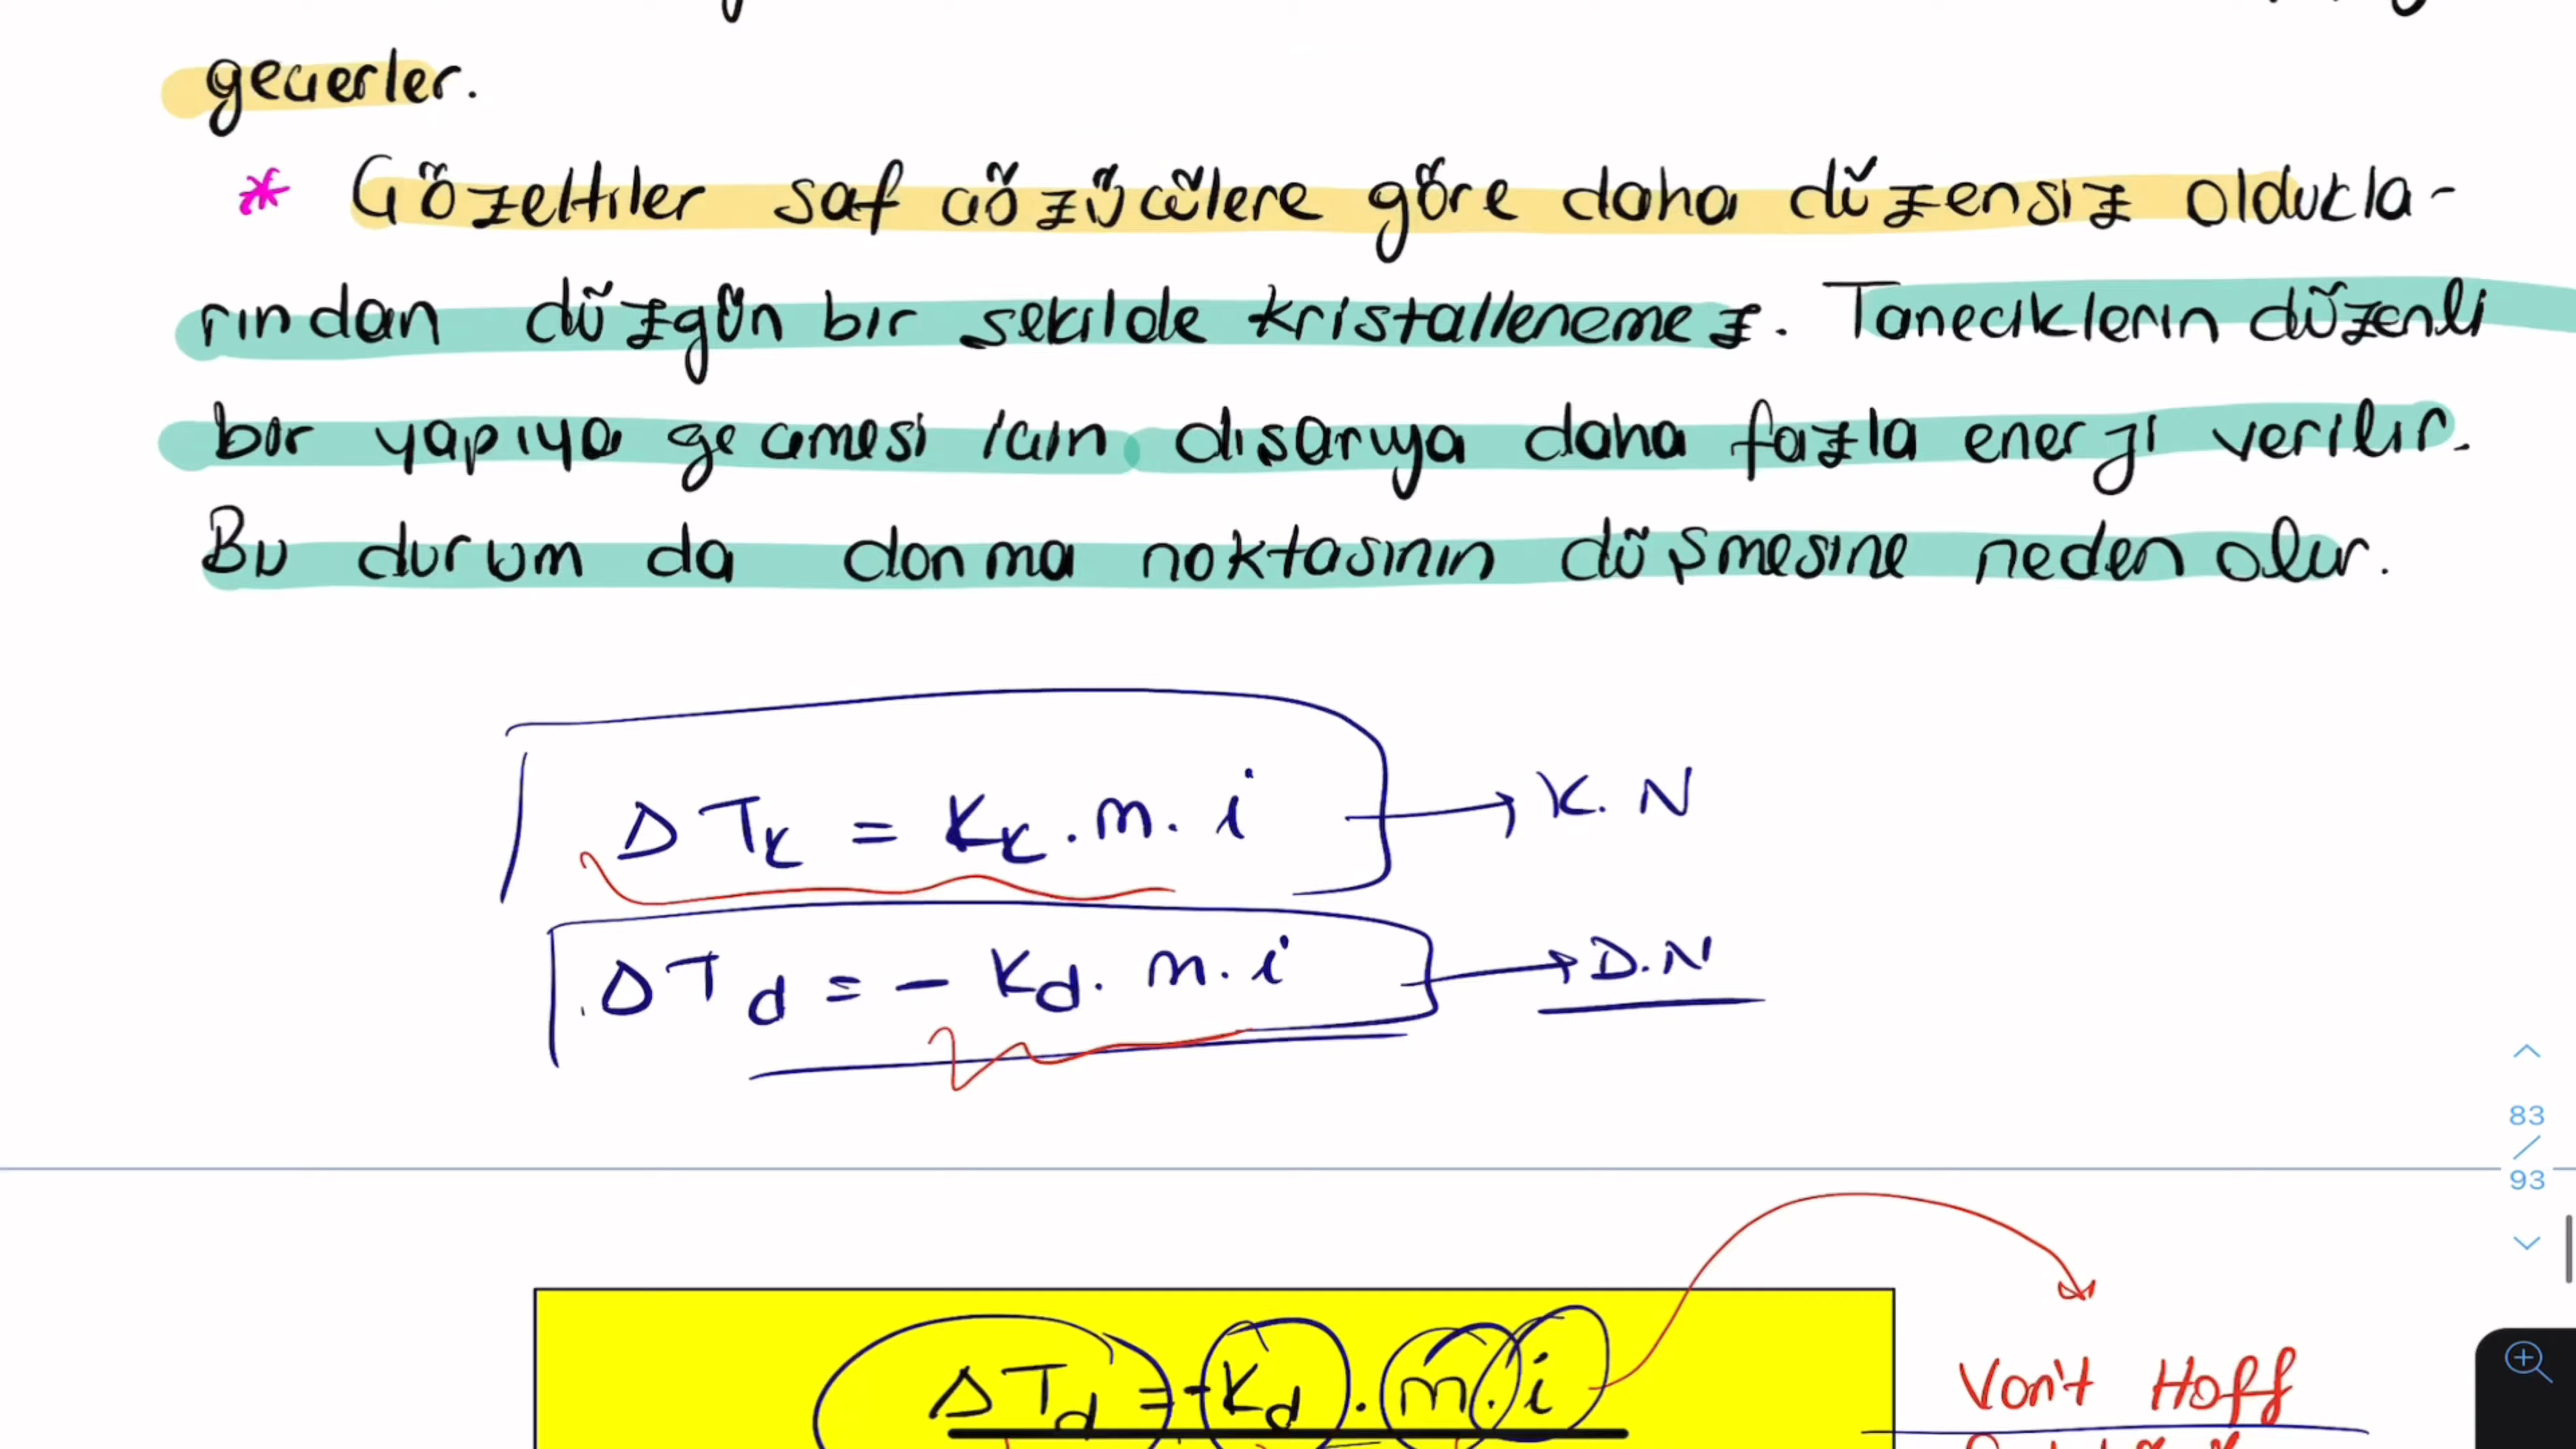 geçerler.
* Çözeltiler saf çözücülere göre daha düzensiz oldukla-
rından düzgün bir şekilde kristallenemez. Taneciklerin düzenli
bir yapıya geçmesi için dışarıya daha fazla enerji verilir.
Bu durum da donma noktasının düşmesine neden olur.
ΔTk = Kk . m . i → K.N
ΔTd = - Kd . m . i → D.N
83
/
93
ΔTd = -Kd . m . i
Von't Hoff